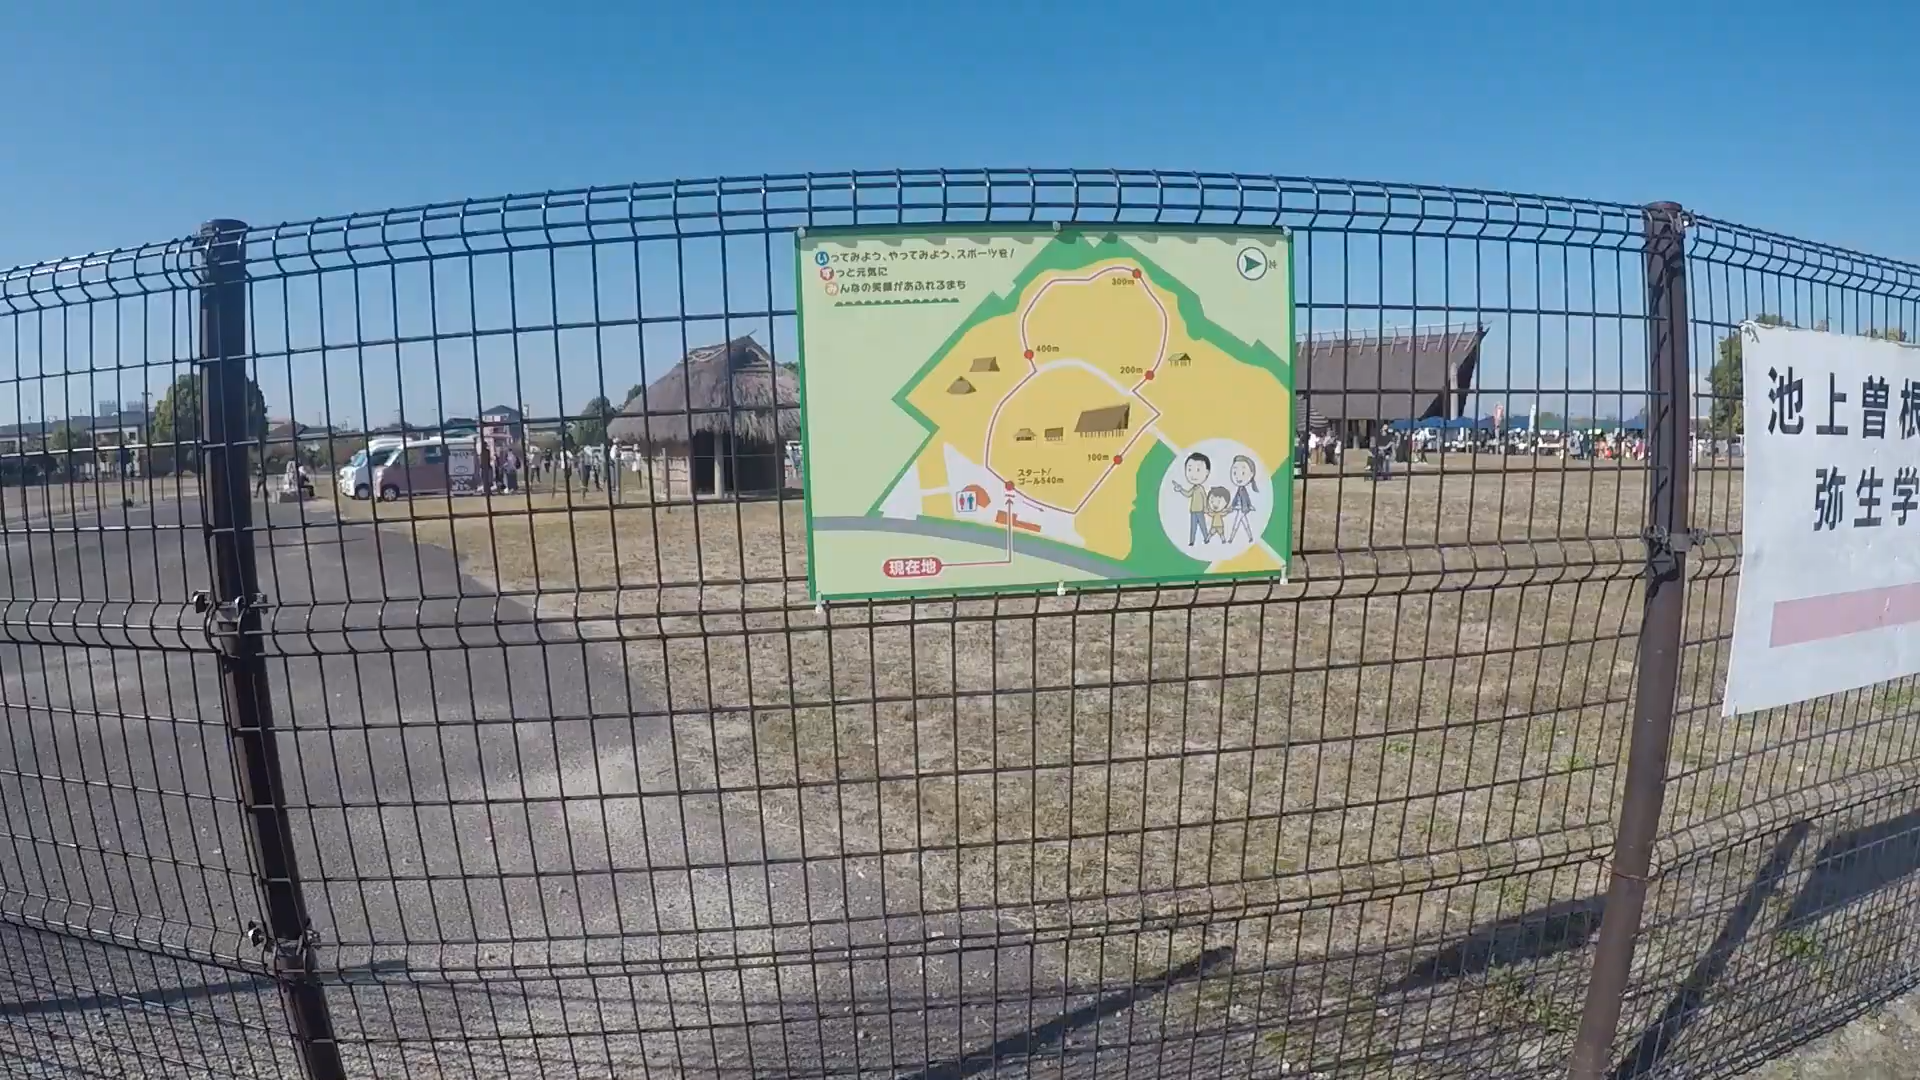 いってみよう、やってみよう、スポーツを!
ずっと元気に
みんなの笑顔があふれるまち
N
300m
400m
200m
100m
スタート/
ゴール540m
現在地
池上曽根
弥生学